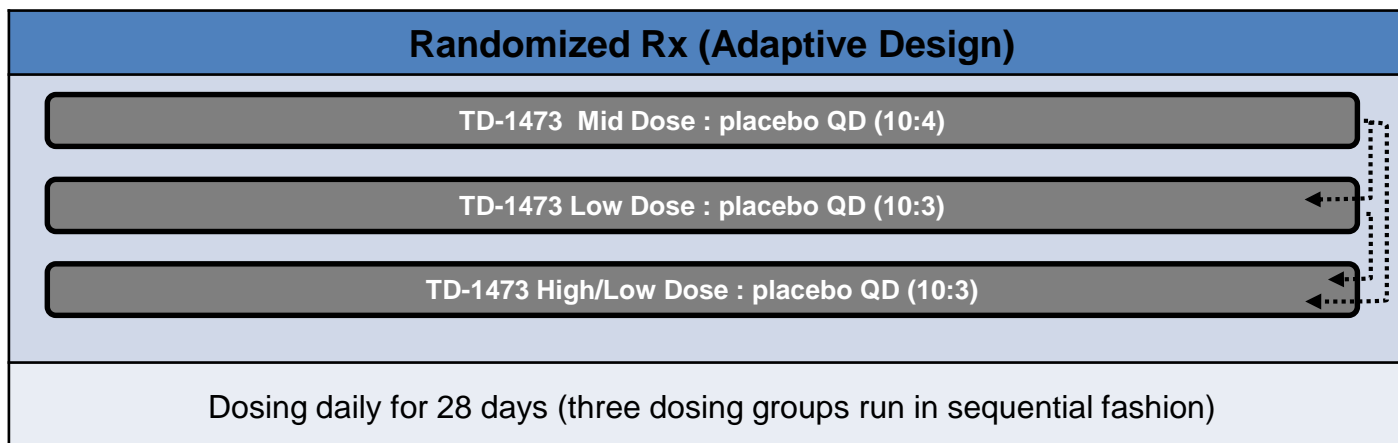 Randomized Rx (Adaptive Design)
TD-1473 Mid Dose : placebo QD (10:4)
TD-1473 Low Dose : placebo QD (10:3)
TD-1473 High/Low Dose : placebo QD (10:3)
Dosing daily for 28 days (three dosing groups run in sequential fashion)